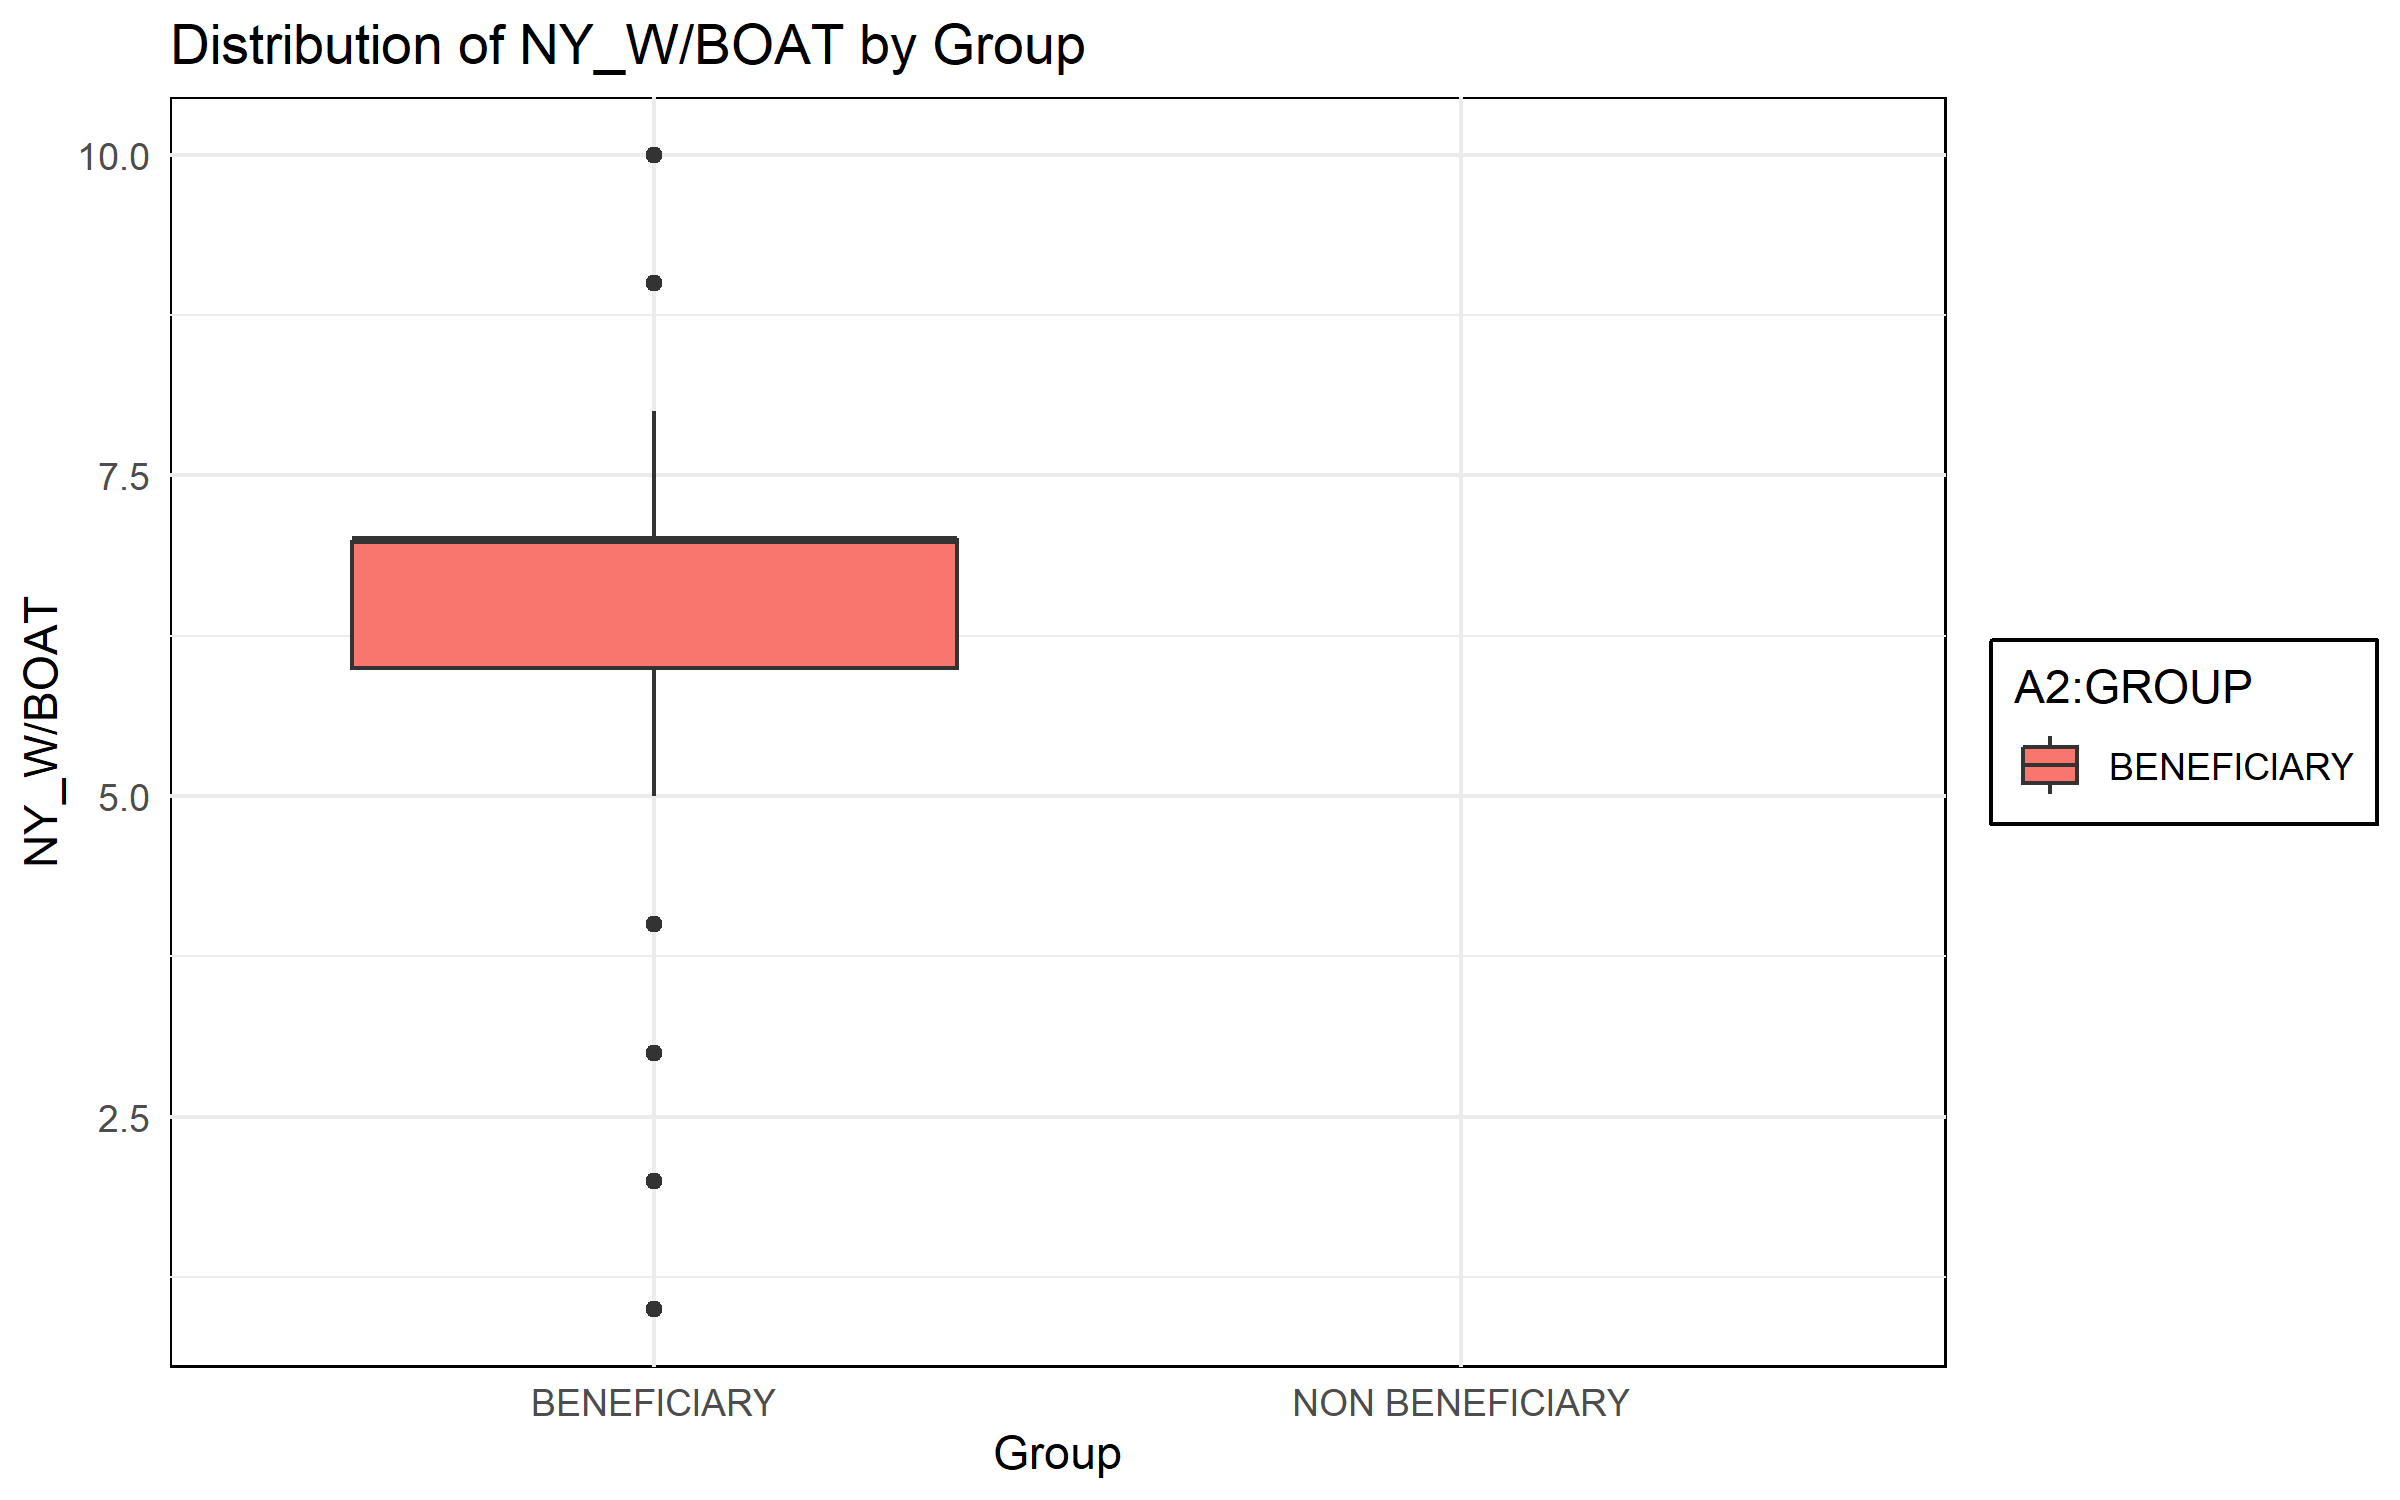 Distribution of NY_W/BOAT by Group
NY_W/BOAT
10.0
7.5
5.0
2.5
BENEFICIARY
NON BENEFICIARY
Group
A2:GROUP
BENEFICIARY